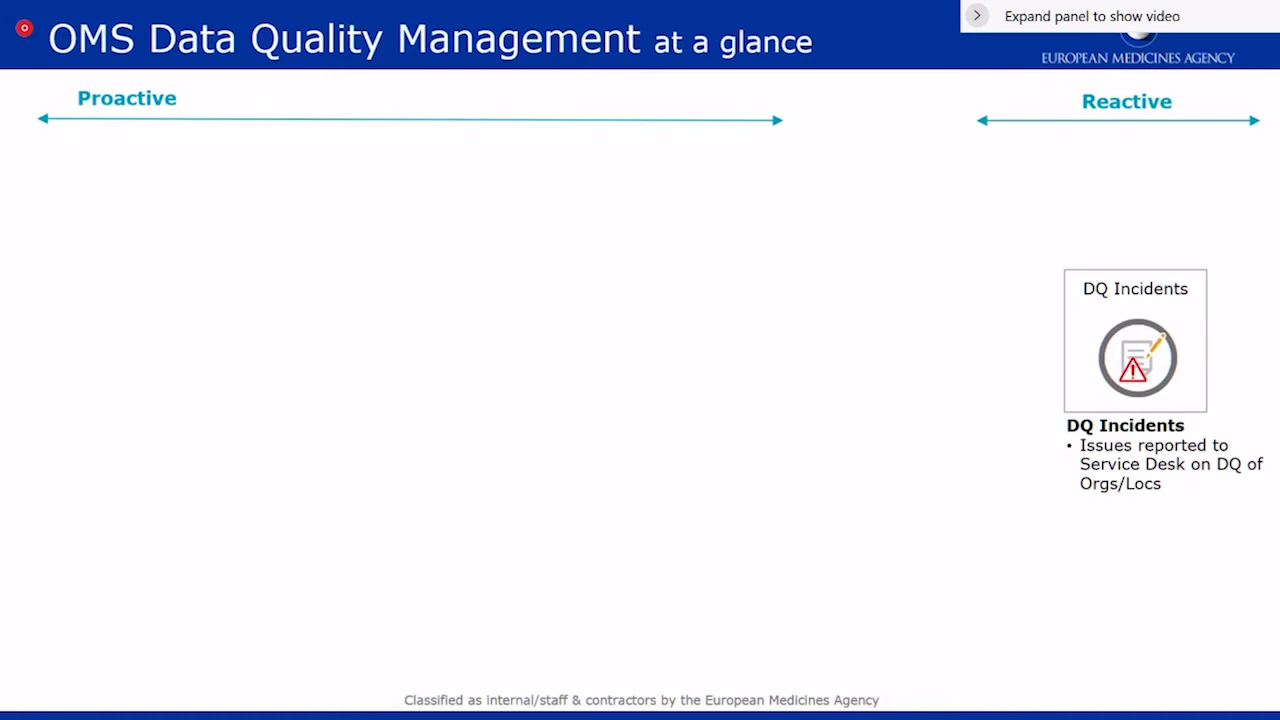 OMS Data Quality Management at a glance
Expand panel to show video
EUROPEAN MEDICINES AGENCY
Proactive
Reactive
DQ Incidents
DQ Incidents
• Issues reported to
Service Desk on DQ of
Orgs/Locs
Classified as internal/staff & contractors by the European Medicines Agency